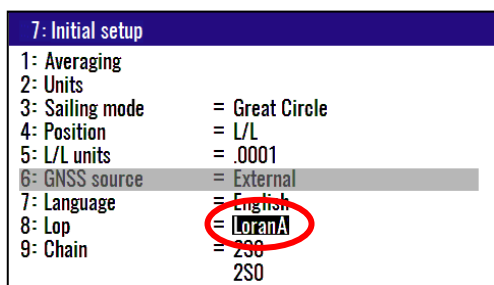 7: Initial setup
1: Averaging
2: Units
3: Sailing mode = Great Circle
4: Position = L/L
5: L/L units = .0001
6: GNSS source = External
7: Language = English
8: Lop = LoranA
9: Chain = 2S0
2S0